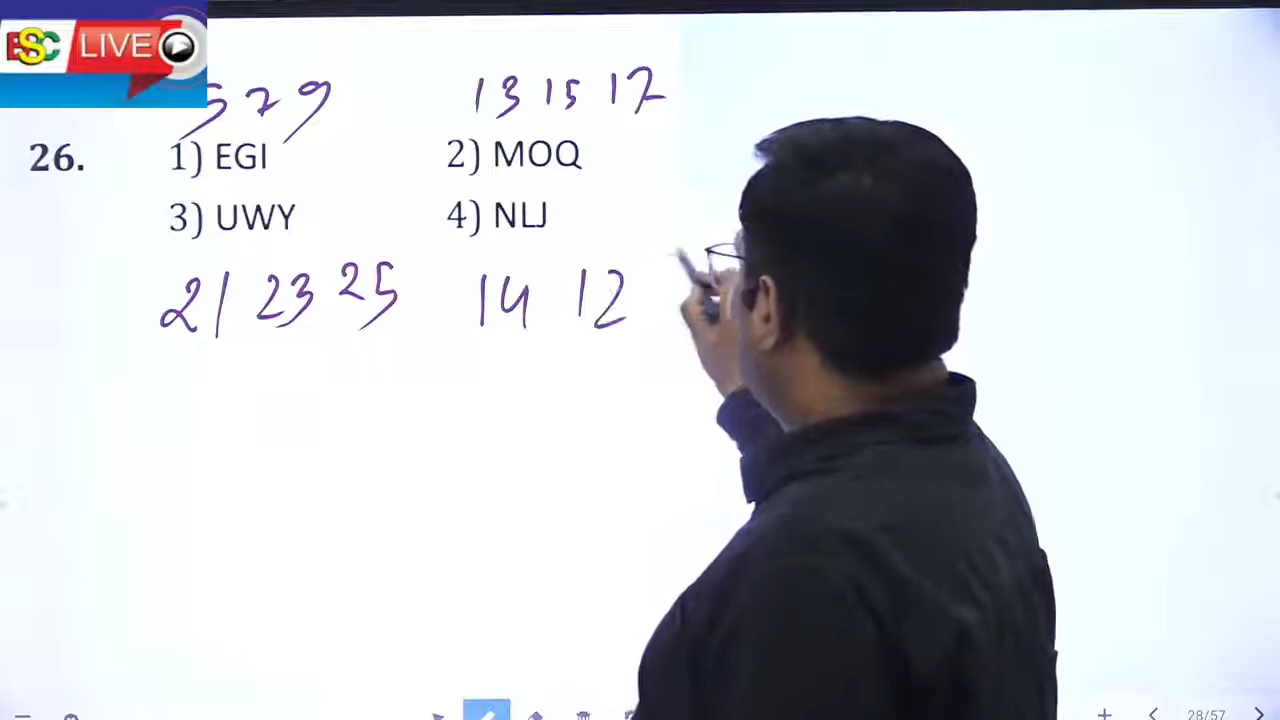 ESC LIVE
5 7 9 13 15 17
26. 1) EGI 2) MOQ
3) UWY 4) NLJ
21 23 25 14 12
28/57